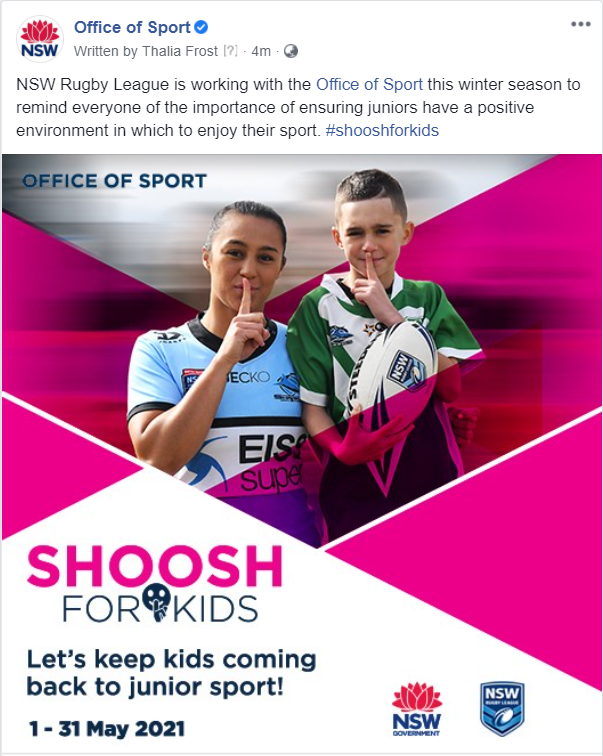 Office of Sport
Written by Thalia Frost [?] · 4m ·
NSW
NSW Rugby League is working with the Office of Sport this winter season to
remind everyone of the importance of ensuring juniors have a positive
environment in which to enjoy their sport. #shooshforkids
OFFICE OF SPORT
ECKO
EISS
supe
STEE
NSW
SHOOSH
FOR KIDS
Let's keep kids coming
back to junior sport!
1 - 31 May 2021
NSW
GOVERNMENT
NSW
RUGBY LEAGUE